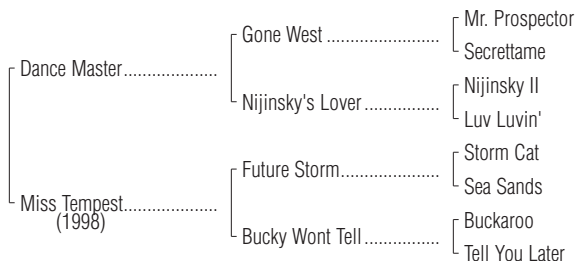 Mr. Prospector
Gone West
Secrettame
Dance Master
Nijinsky II
Nijinsky's Lover
Luv Luvin'
Storm Cat
Future Storm
Sea Sands
Miss Tempest
(1998)
Buckaroo
Bucky Wont Tell
Tell You Later